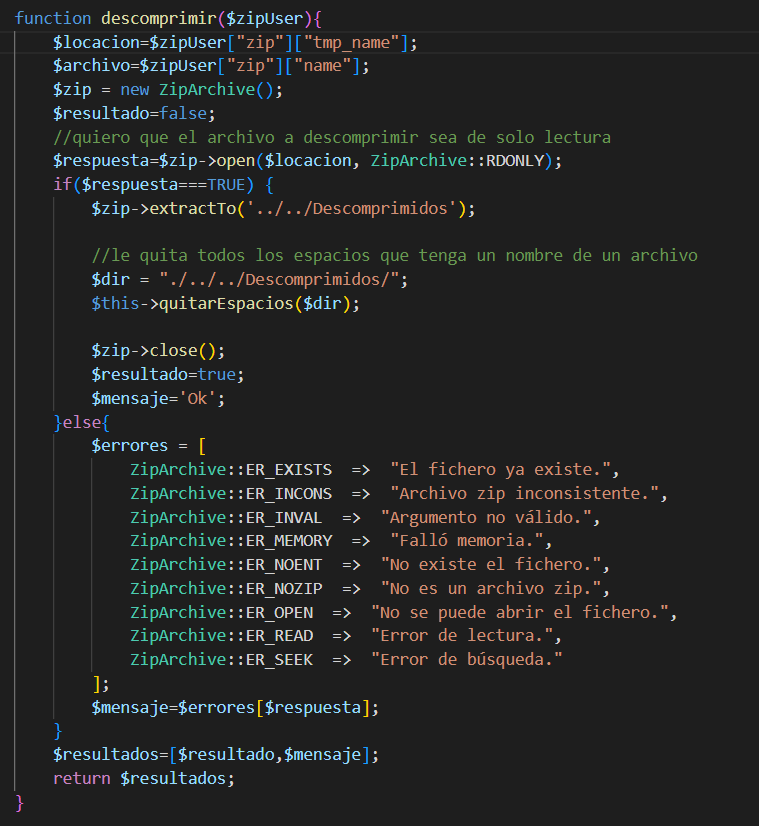 function descomprimir($zipUser){
$locacion=$zipUser["zip"]["tmp_name"];
$archivo=$zipUser["zip"]["name"];
$zip = new ZipArchive();
$resultado=false;
//quiero que el archivo a descomprimir sea de solo lectura
$respuesta=$zip->open($locacion, ZipArchive::RDONLY);
if($respuesta===TRUE) {
$zip->extractTo('../../Descomprimidos');
//le quita todos los espacios que tenga un nombre de un archivo
$dir = "./../../Descomprimidos/";
$this->quitarEspacios($dir);
$zip->close();
$resultado=true;
$mensaje='Ok';
}else{
$errores = [
ZipArchive::ER_EXISTS  =>  "El fichero ya existe.",
ZipArchive::ER_INCONS  =>  "Archivo zip inconsistente.",
ZipArchive::ER_INVAL  =>  "Argumento no válido.",
ZipArchive::ER_MEMORY  =>  "Falló memoria.",
ZipArchive::ER_NOENT  =>  "No existe el fichero.",
ZipArchive::ER_NOZIP  =>  "No es un archivo zip.",
ZipArchive::ER_OPEN  =>  "No se puede abrir el fichero.",
ZipArchive::ER_READ  =>  "Error de lectura.",
ZipArchive::ER_SEEK  =>  "Error de búsqueda."
];
$mensaje=$errores[$respuesta];
}
$resultados=[$resultado,$mensaje];
return $resultados;
}